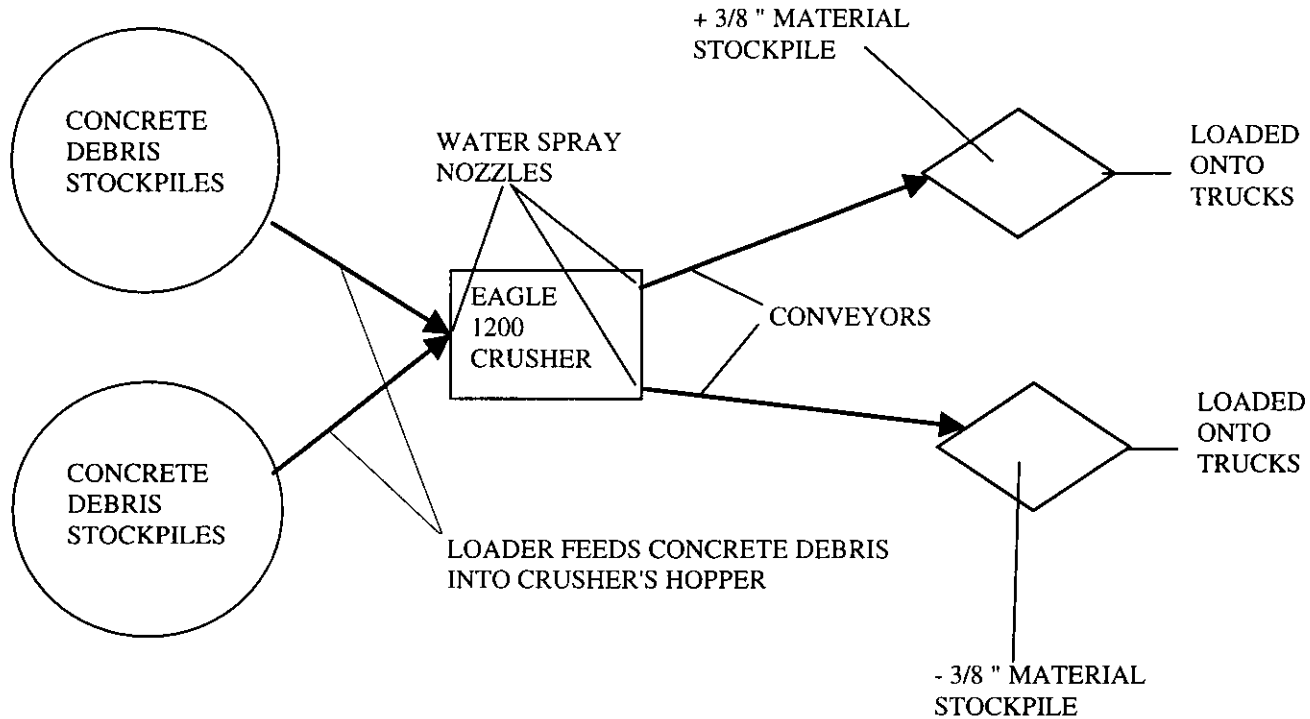 + 3/8 " MATERIAL
STOCKPILE
CONCRETE
DEBRIS
STOCKPILES
WATER SPRAY
NOZZLES
LOADED
ONTO
TRUCKS
EAGLE
1200
CRUSHER
CONVEYORS
CONCRETE
DEBRIS
STOCKPILES
LOADED
ONTO
TRUCKS
LOADER FEEDS CONCRETE DEBRIS
INTO CRUSHER'S HOPPER
- 3/8 " MATERIAL
STOCKPILE